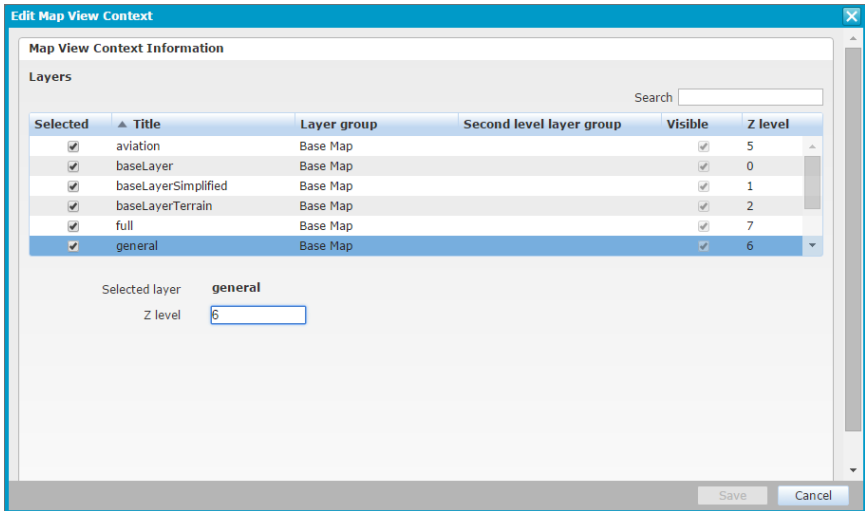 Edit Map View Context
Map View Context Information
Layers
Search
Selected Title Layer group Second level layer group Visible Z level
aviation Base Map 5
baseLayer Base Map 0
baseLayerSimplified Base Map 1
baseLayerTerrain Base Map 2
full Base Map 7
general Base Map 6
Selected layer general
Z level 6
Save Cancel